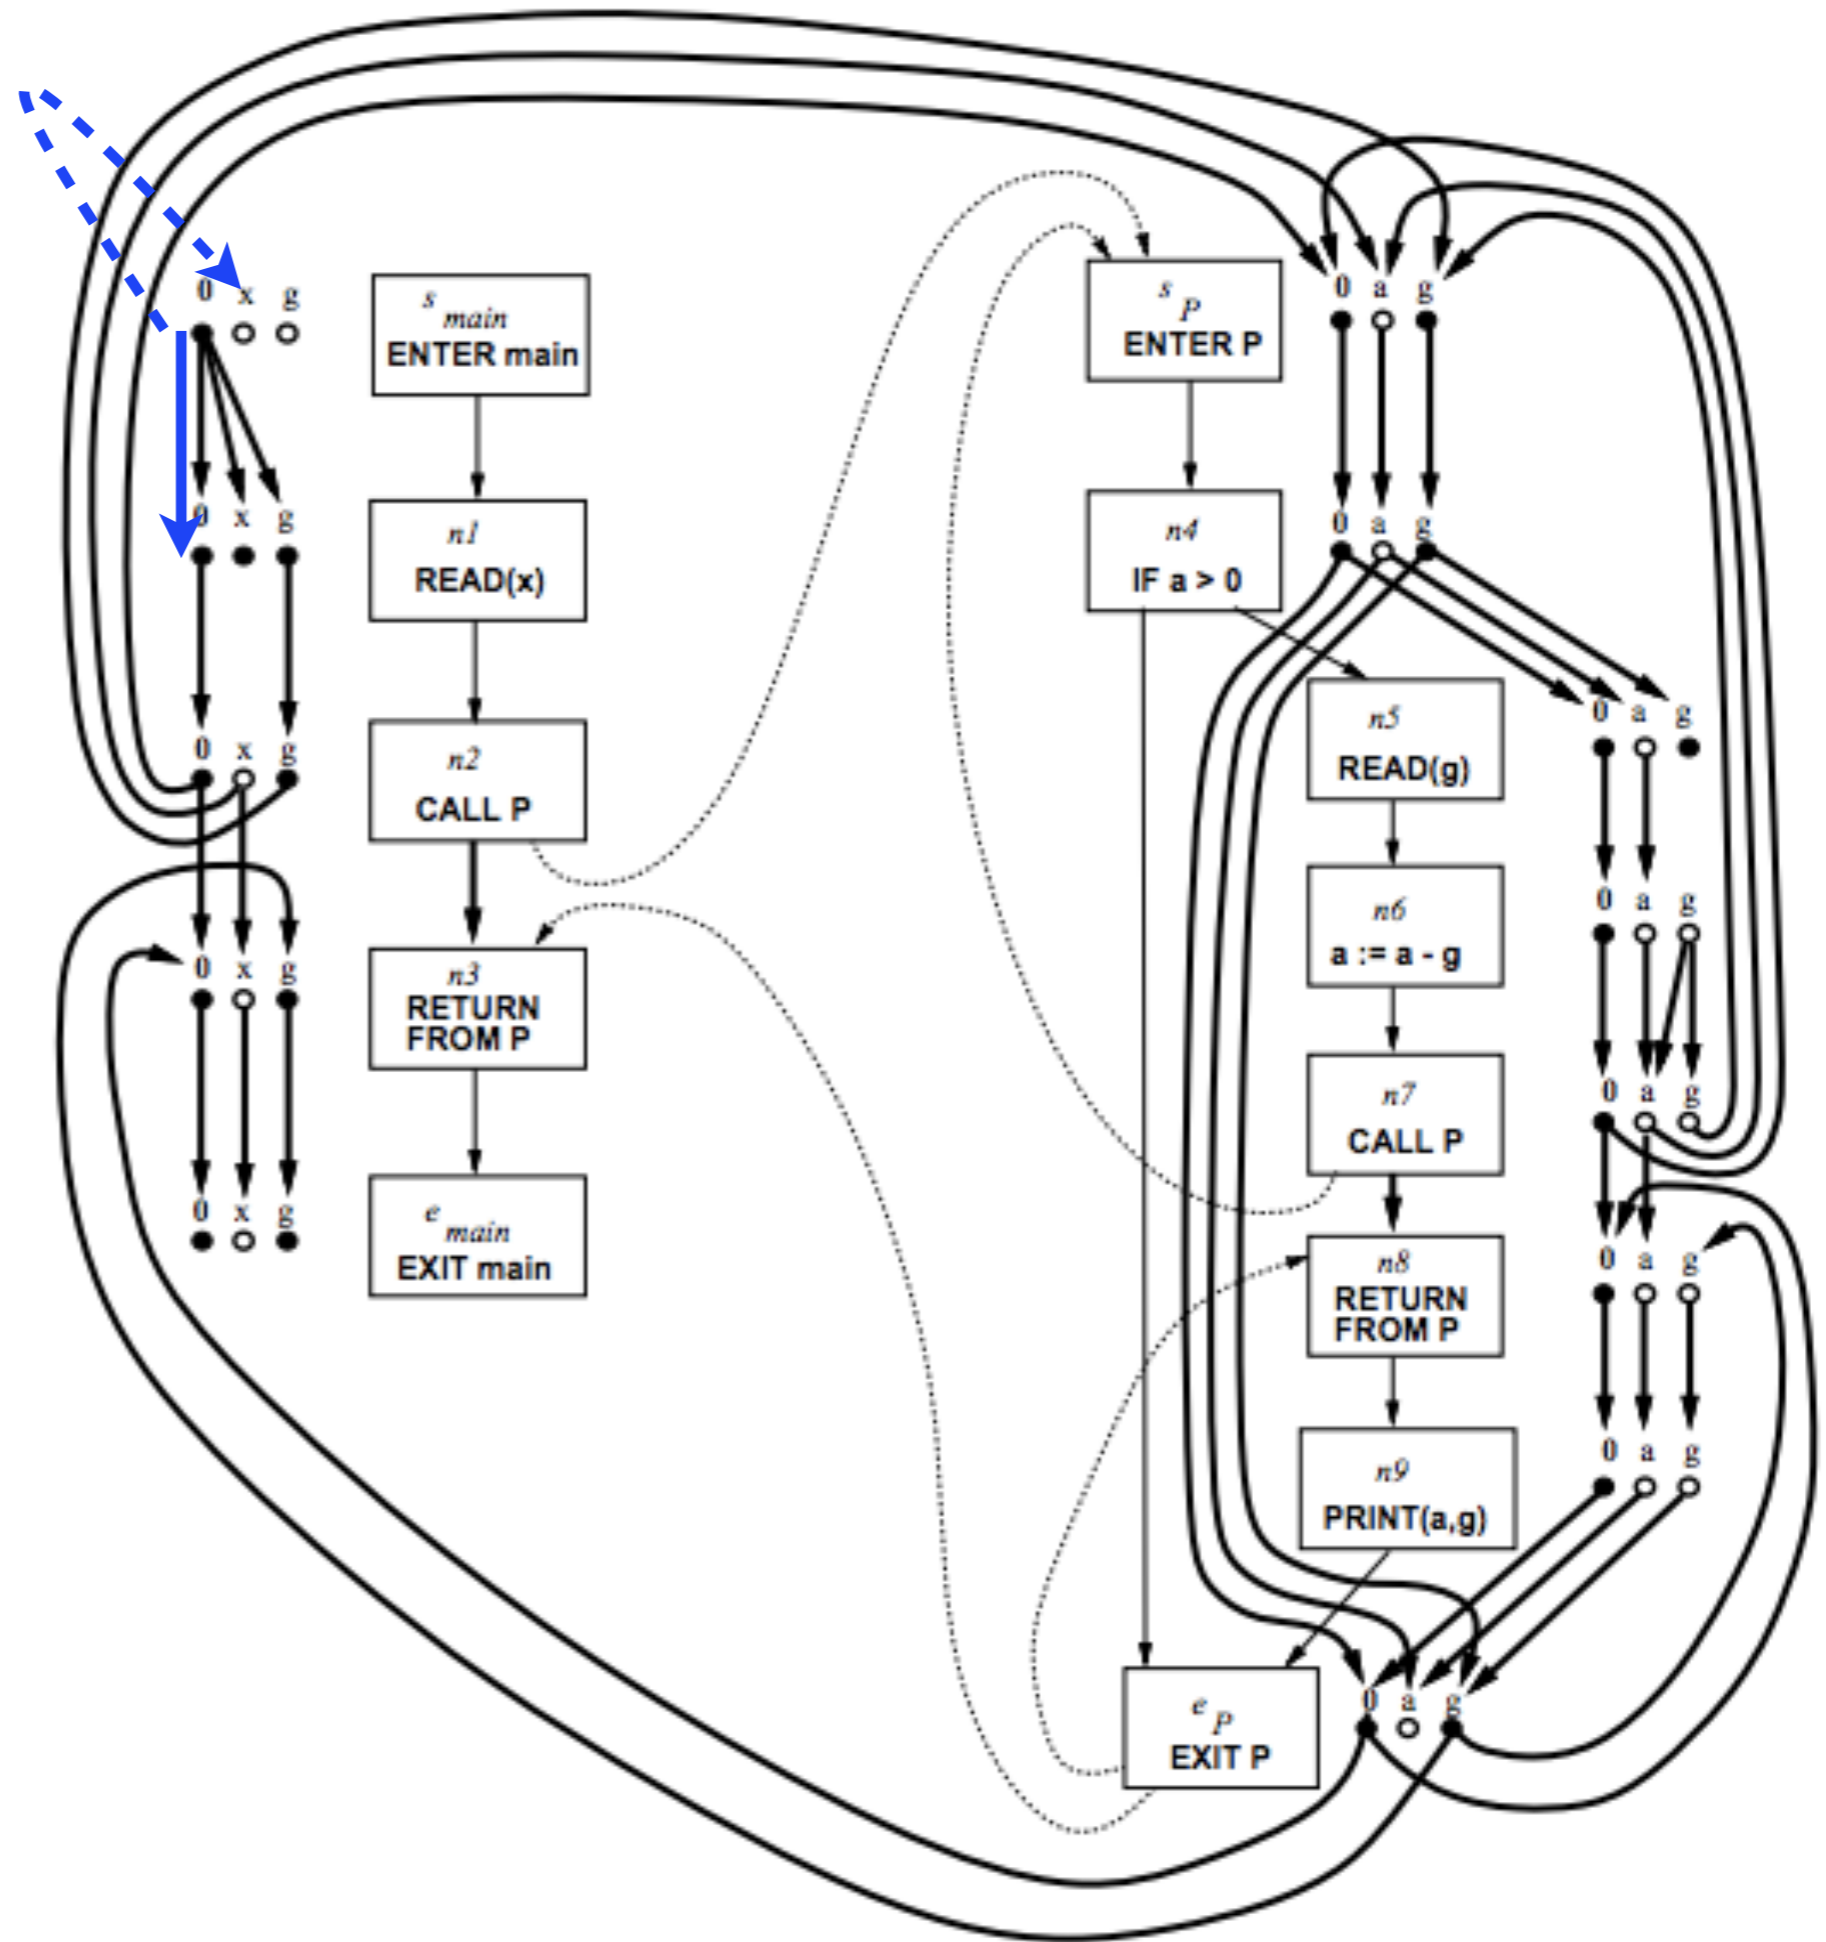 0 x g
s main
ENTER main
0 x g
n1
READ(x)
0 x g
n2
CALL P
0 x g
n3
RETURN
FROM P
0 x g
e main
EXIT main
0 a g
s P
ENTER P
0 a g
n4
IF a > 0
0 a g
n5
READ(g)
0 a g
n6
a := a - g
0 a g
n7
CALL P
0 a g
n8
RETURN
FROM P
0 a g
n9
PRINT(a,g)
0 a g
e P
EXIT P